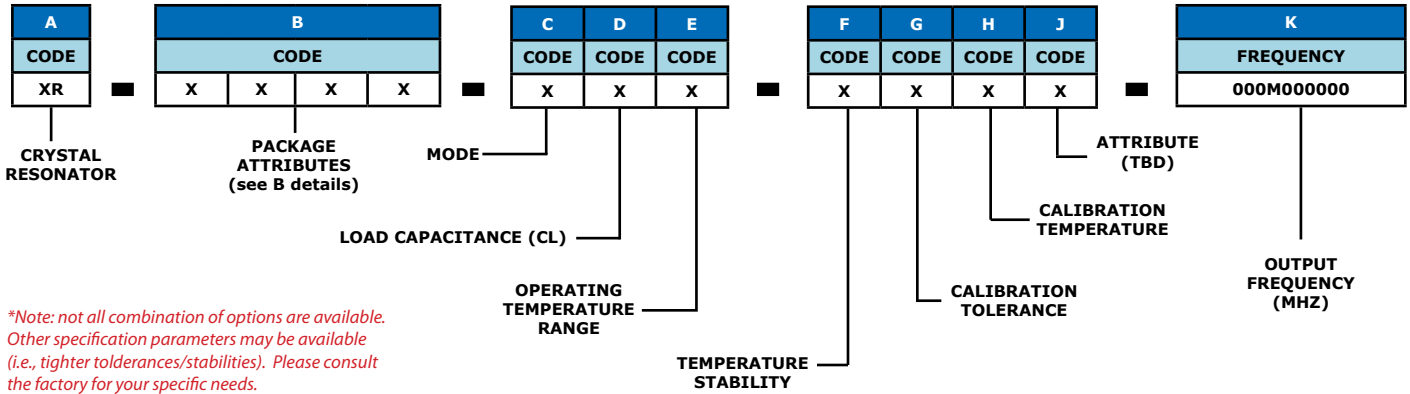 A B C D E F G H J K
CODE CODE CODE CODE CODE CODE CODE CODE CODE FREQUENCY
XR X X X X X X X X X X X 000M000000
CRYSTAL
RESONATOR
PACKAGE
ATTRIBUTES
(see B details)
MODE
ATTRIBUTE
(TBD)
LOAD CAPACITANCE (CL)
CALIBRATION
TEMPERATURE
OPERATING
TEMPERATURE
RANGE
CALIBRATION
TOLERANCE
OUTPUT
FREQUENCY
(MHZ)
TEMPERATURE
STABILITY
*Note: not all combination of options are available.
Other specification parameters may be available
(i.e., tighter tolderances/stabilities). Please consult
the factory for your specific needs.